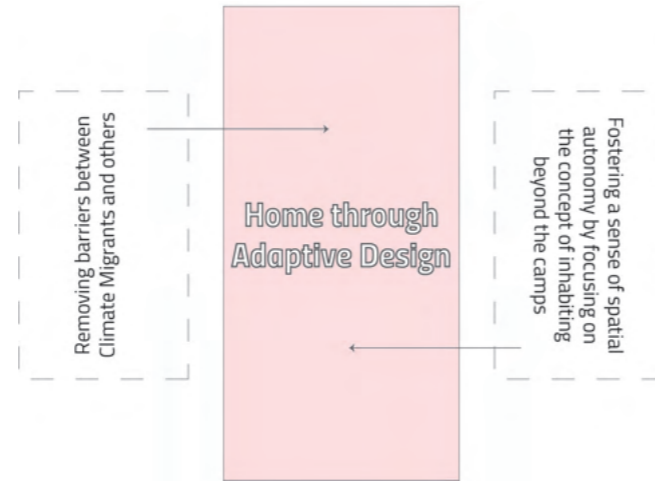 Removing barriers between
Climate Migrants and others
Home through
Adaptive Design
Fostering a sense of spatial
autonomy by focusing on
the concept of inhabiting
beyond the camps